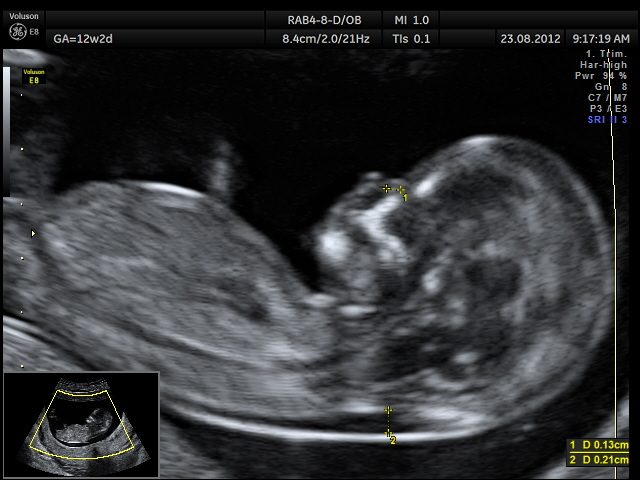 Voluson
E8
RAB4-8-D/OB
MI 1.0
GA=12w2d
8.4cm/2.0/21Hz
TIs 0.1
23.08.2012
9:17:19 AM
Voluson
E8
1. Trim.
Har-high
Pwr 94 %
Gn 8
C7 / M7
P3 / E3
SRI II 3
1
2
1 D 0.13cm
2 D 0.21cm